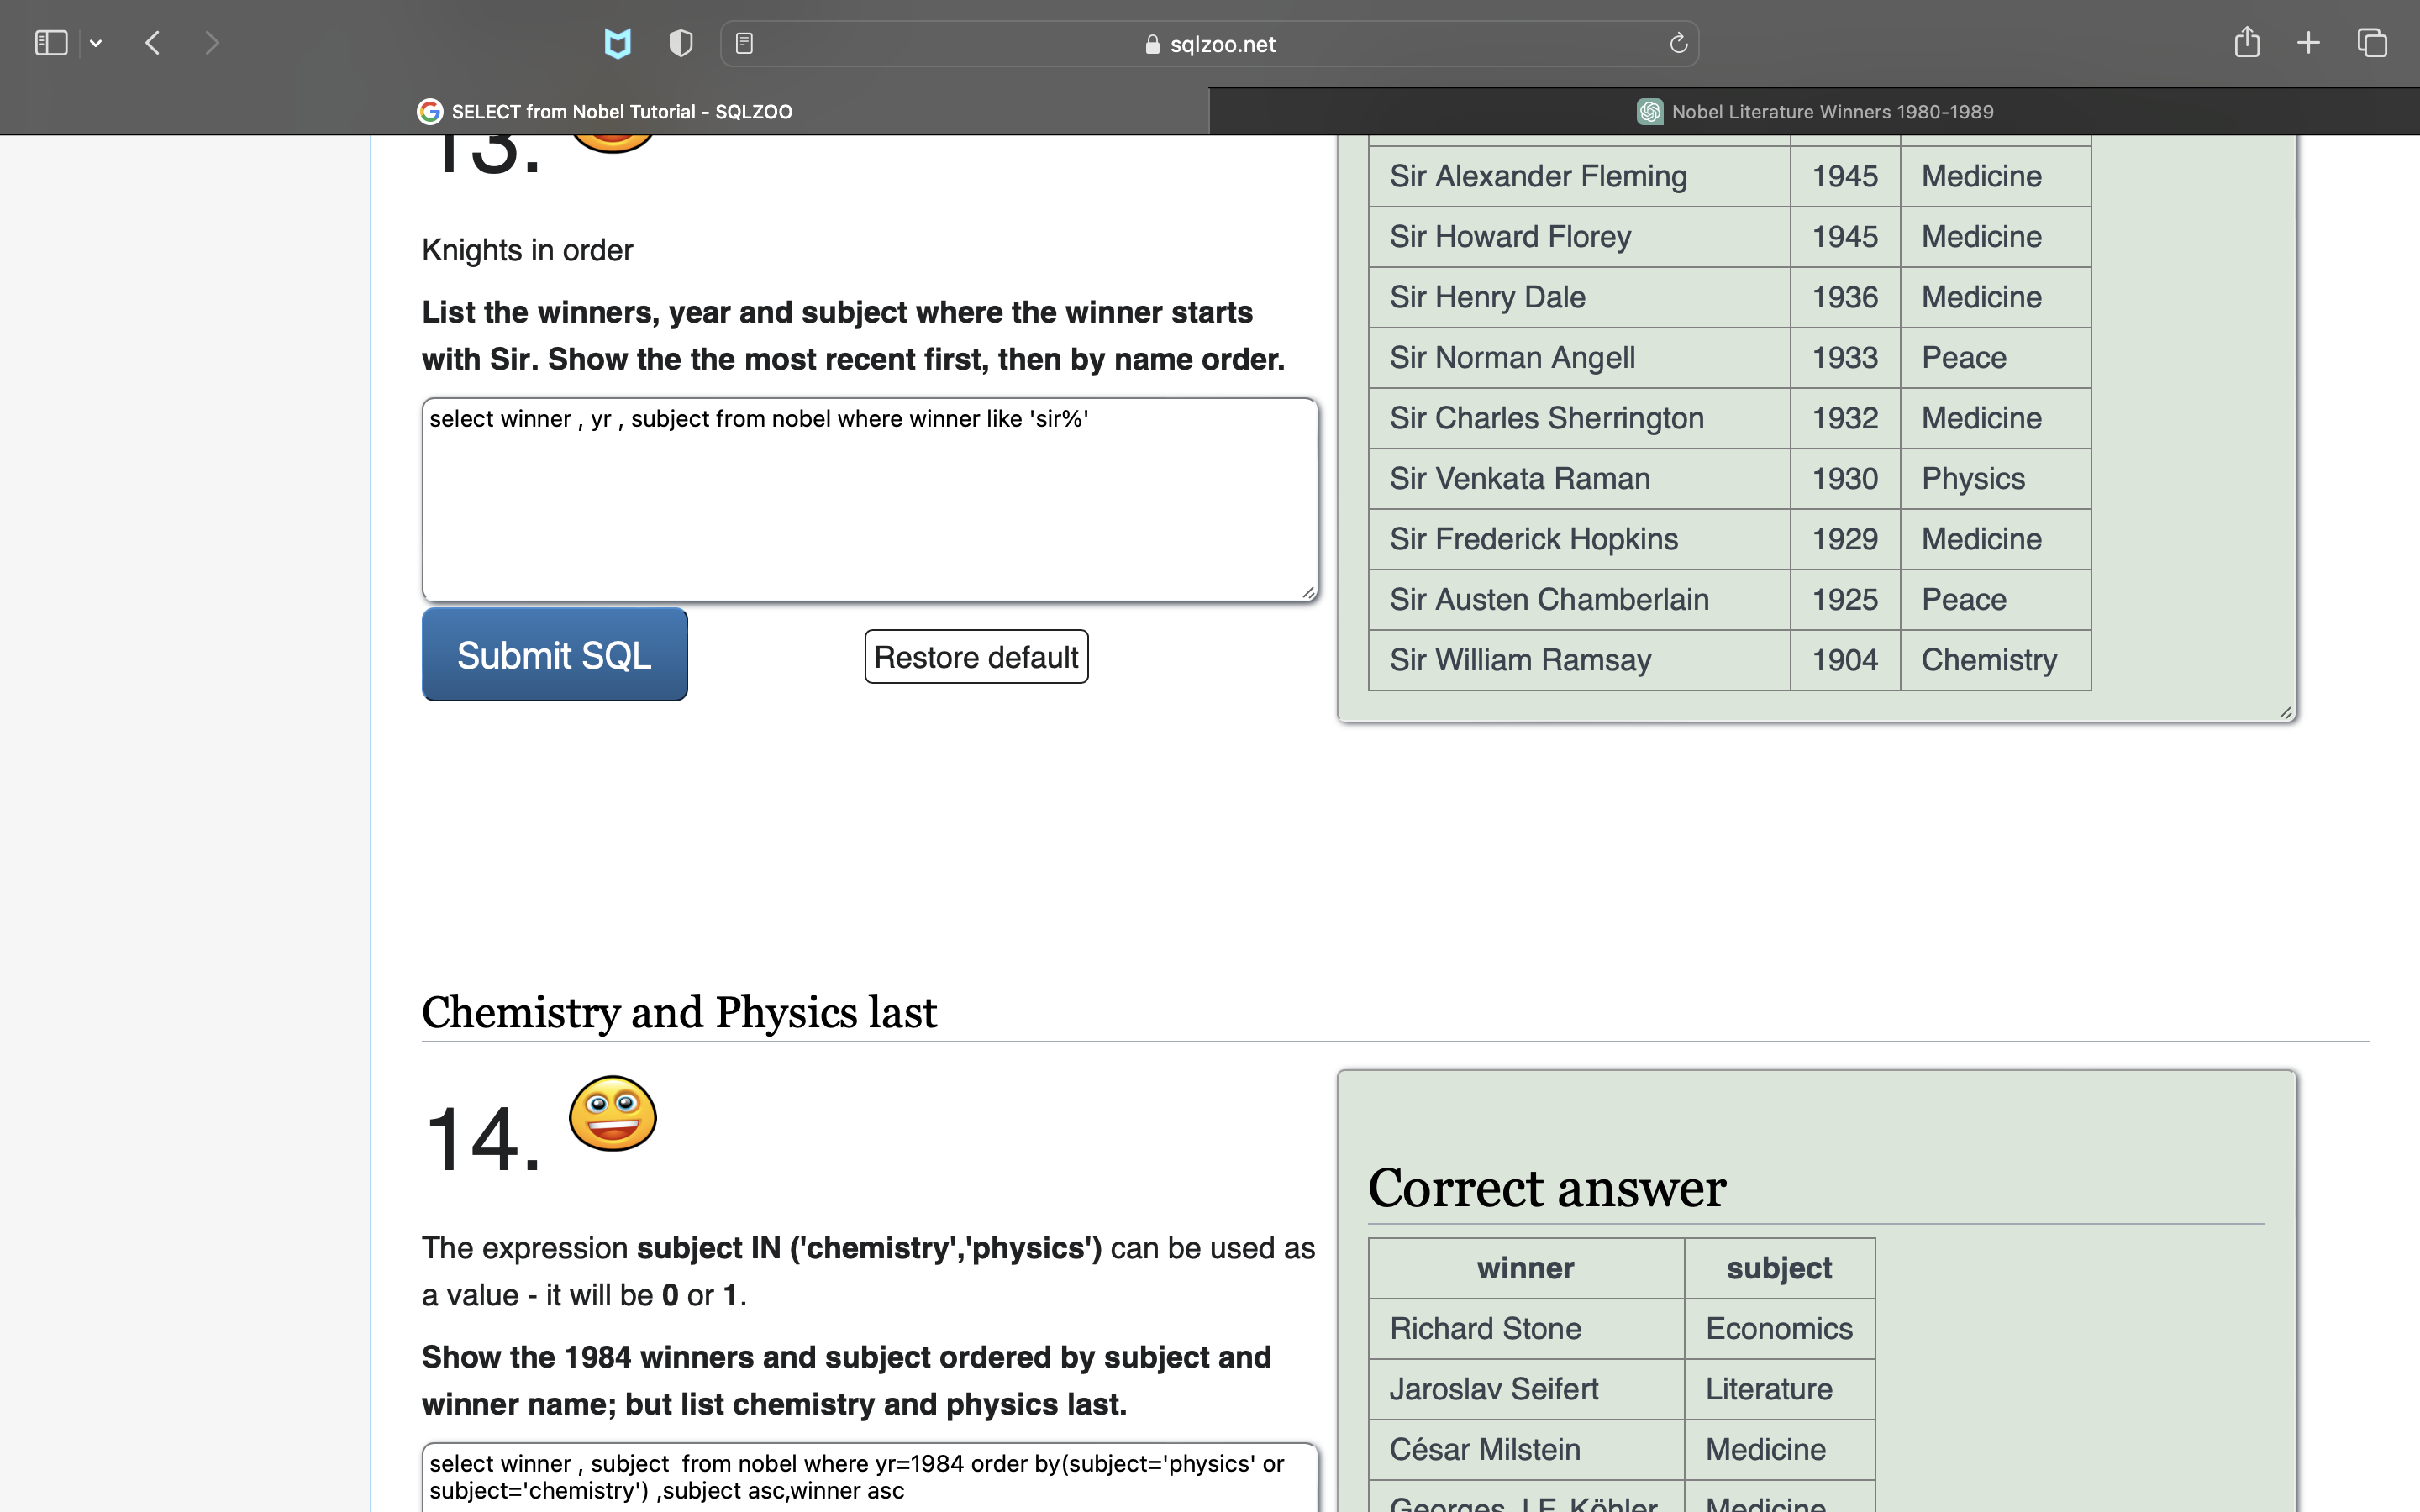 sqlzoo.net
SELECT from Nobel Tutorial - SQLZOO
Nobel Literature Winners 1980-1989
13.
Knights in order
List the winners, year and subject where the winner starts
with Sir. Show the the most recent first, then by name order.
select winner , yr , subject from nobel where winner like 'sir%'
Submit SQL
Restore default
Sir Alexander Fleming 1945 Medicine
Sir Howard Florey 1945 Medicine
Sir Henry Dale 1936 Medicine
Sir Norman Angell 1933 Peace
Sir Charles Sherrington 1932 Medicine
Sir Venkata Raman 1930 Physics
Sir Frederick Hopkins 1929 Medicine
Sir Austen Chamberlain 1925 Peace
Sir William Ramsay 1904 Chemistry
Chemistry and Physics last
14.
The expression subject IN ('chemistry','physics') can be used as
a value - it will be 0 or 1.
Show the 1984 winners and subject ordered by subject and
winner name; but list chemistry and physics last.
select winner , subject  from nobel where yr=1984 order by(subject='physics' or
subject='chemistry') ,subject asc,winner asc
Correct answer
winner subject
Richard Stone Economics
Jaroslav Seifert Literature
César Milstein Medicine
Georges J.F. Köhler Medicine